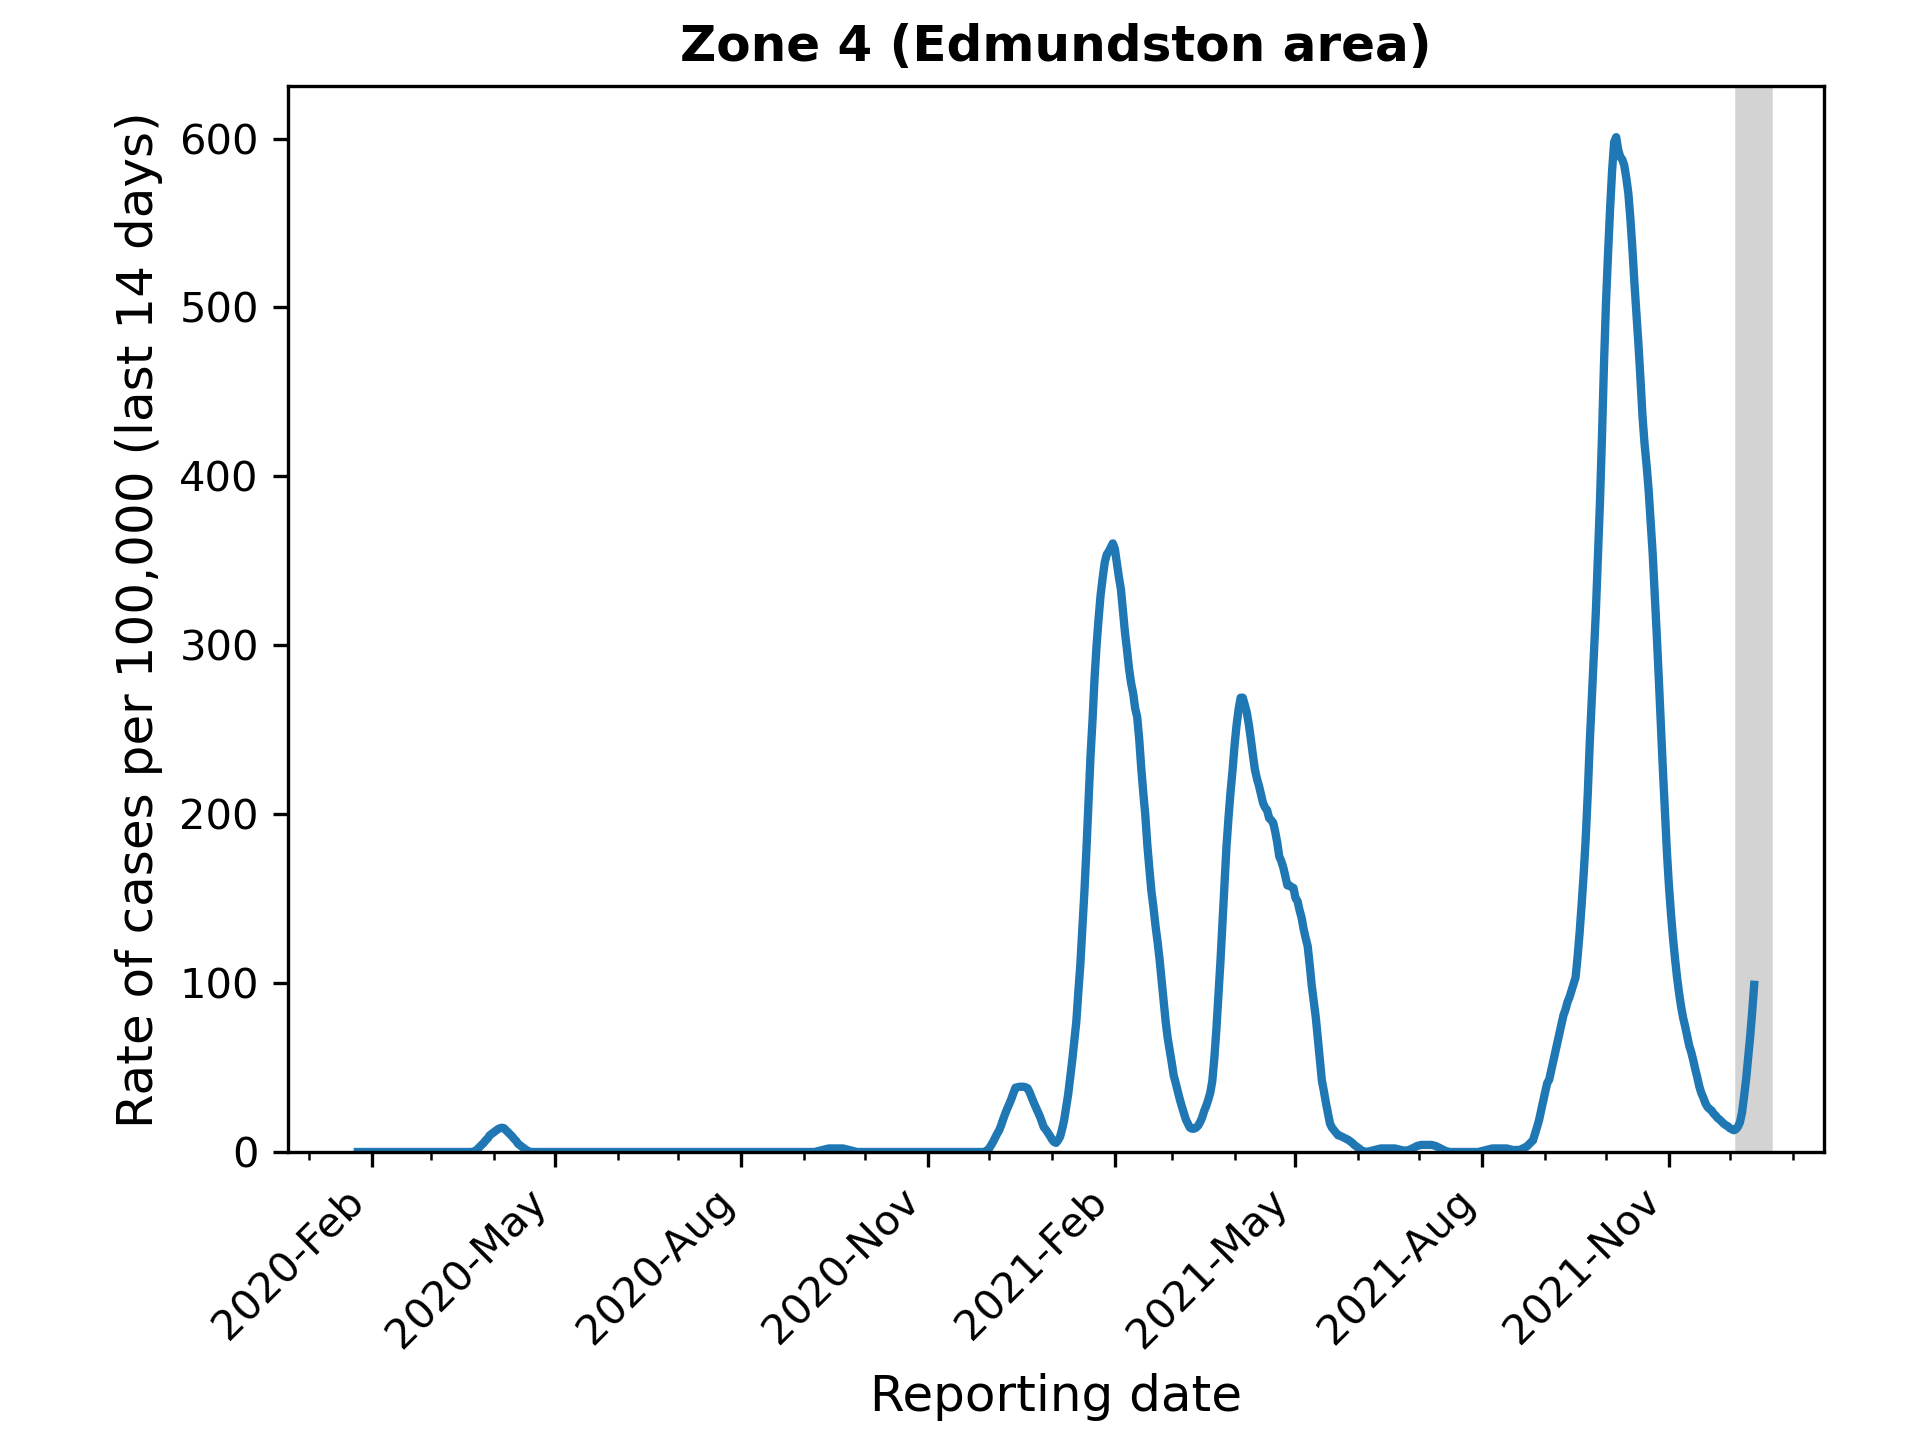 Zone 4 (Edmundston area)
Rate of cases per 100,000 (last 14 days)
600
500
400
300
200
100
0
2020-Feb
2020-May
2020-Aug
2020-Nov
2021-Feb
2021-May
2021-Aug
2021-Nov
Reporting date